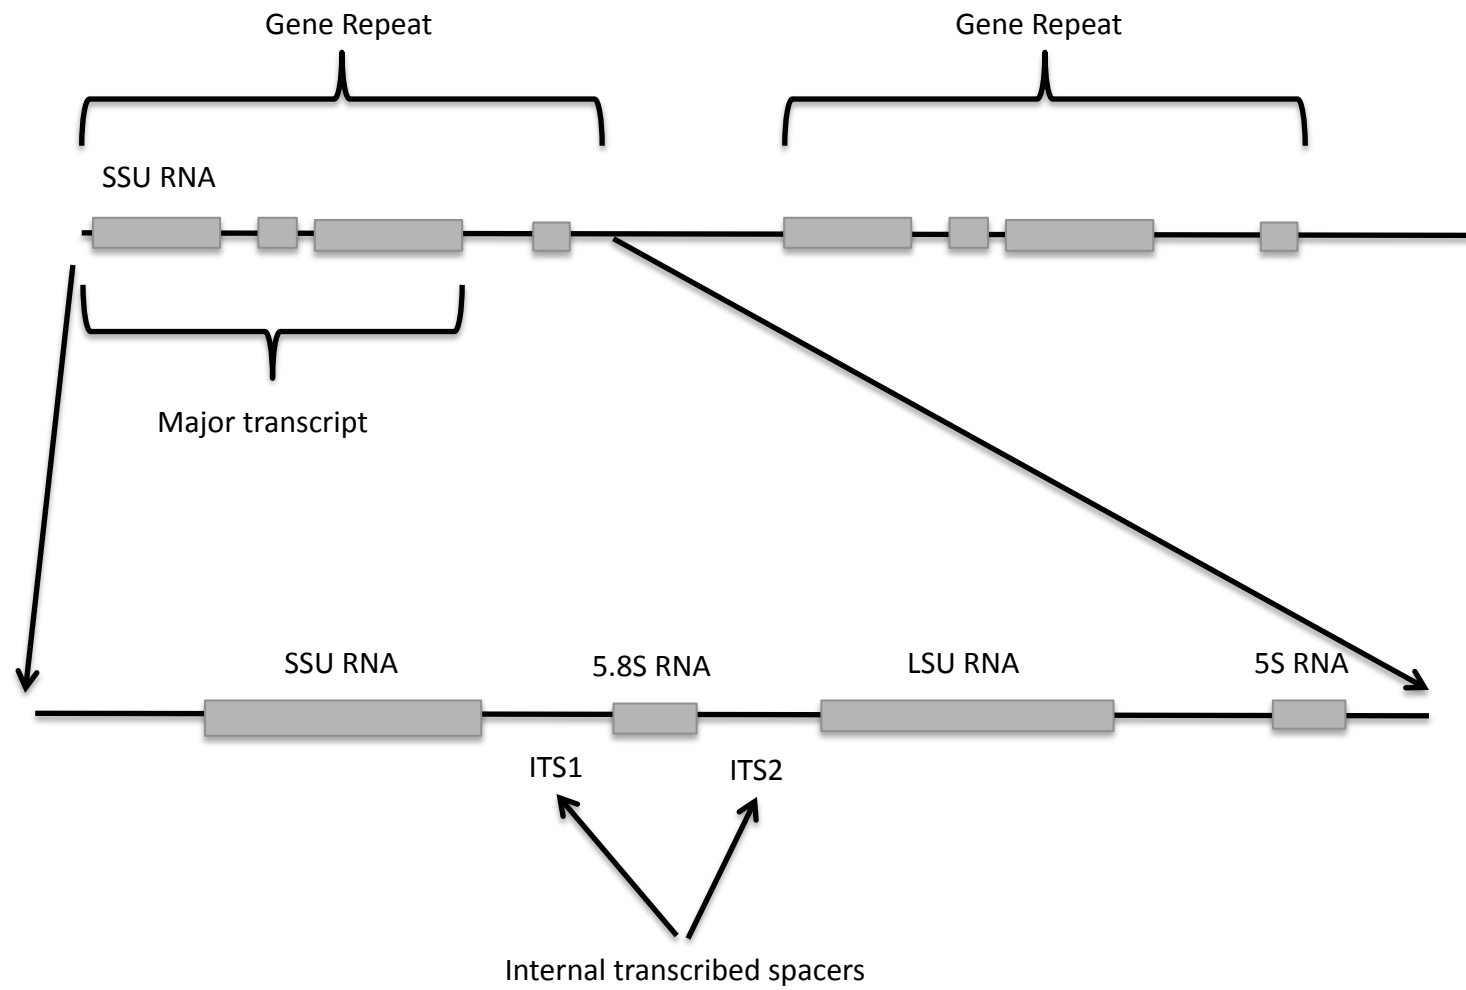 Gene Repeat
Gene Repeat
SSU RNA
Major transcript
SSU RNA
5.8S RNA
LSU RNA
5S RNA
ITS1
ITS2
Internal transcribed spacers